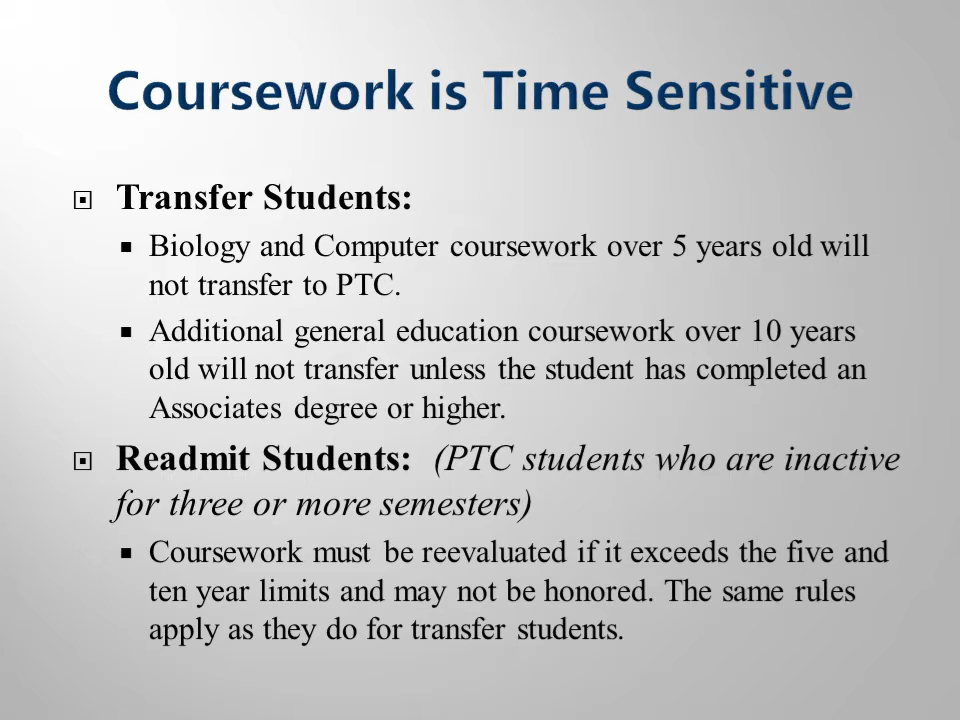 Coursework is Time Sensitive
Transfer Students:
Biology and Computer coursework over 5 years old will
not transfer to PTC.
Additional general education coursework over 10 years
old will not transfer unless the student has completed an
Associates degree or higher.
Readmit Students: (PTC students who are inactive
for three or more semesters)
Coursework must be reevaluated if it exceeds the five and
ten year limits and may not be honored. The same rules
apply as they do for transfer students.